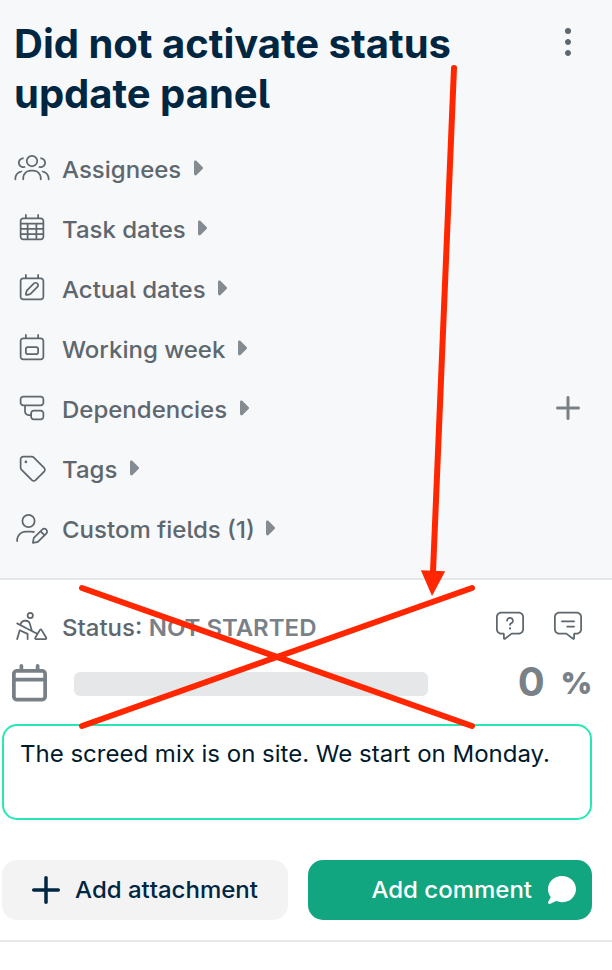 Did not activate status
update panel
Assignees
Task dates
Actual dates
Working week
Dependencies
Tags
Custom fields (1)
Status: NOT STARTED
0 %
The screed mix is on site. We start on Monday.
Add attachment
Add comment